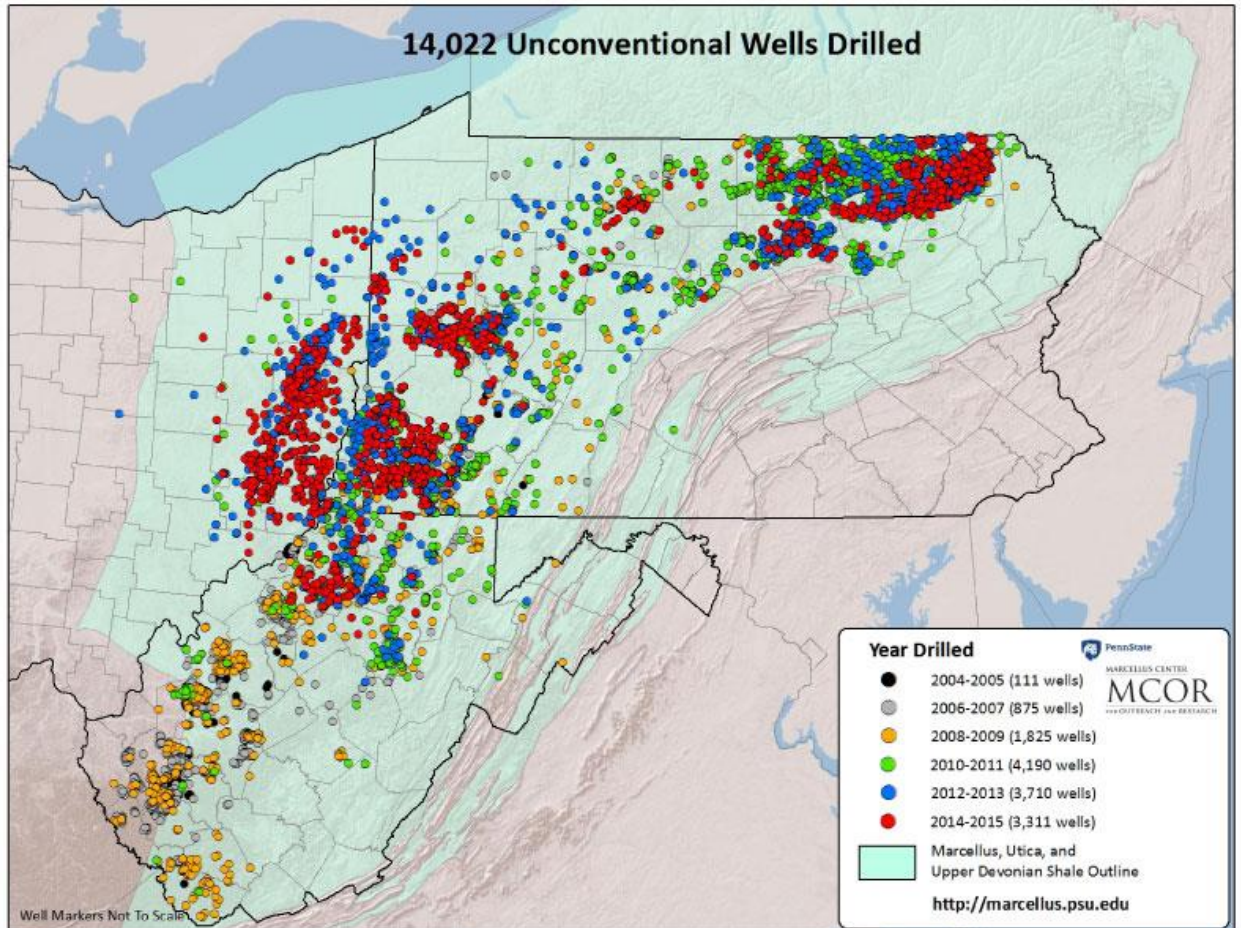 14,022 Unconventional Wells Drilled
Year Drilled
PennState
2004-2005 (111 wells)
MARCELLUS CENTER
MCOR
FOR OUTREACH AND RESEARCH
2006-2007 (875 wells)
2008-2009 (1,825 wells)
2010-2011 (4,190 wells)
2012-2013 (3,710 wells)
2014-2015 (3,311 wells)
Marcellus, Utica, and
Upper Devonian Shale Outline
http://marcellus.psu.edu
Well Markers Not To Scale